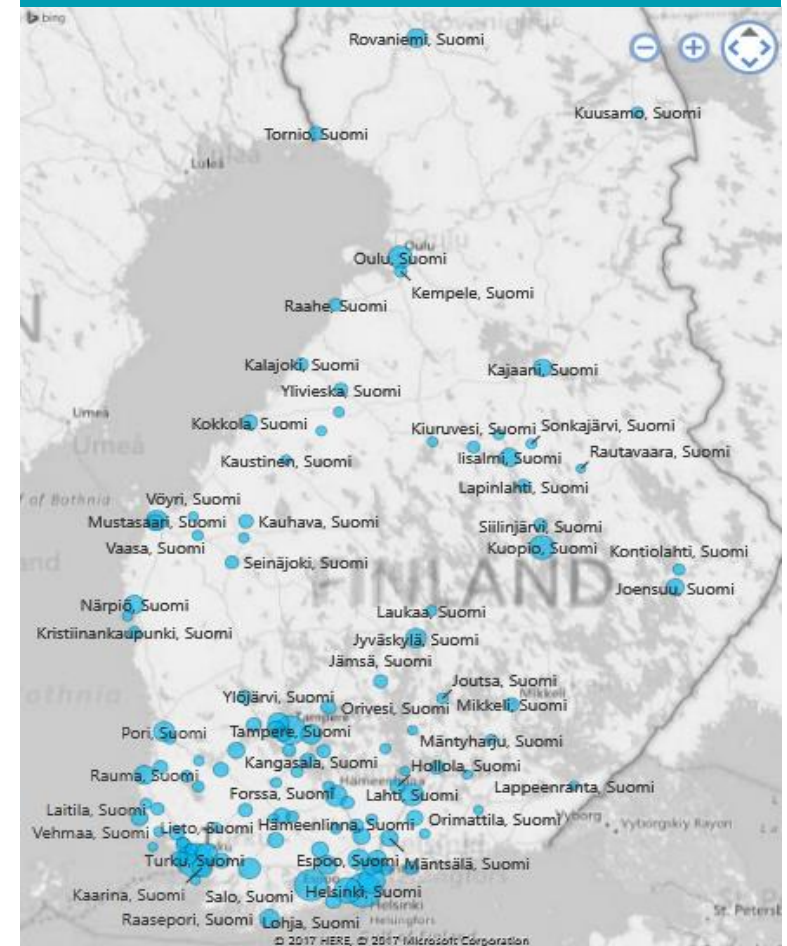 bing
Rovaniemi, Suomi
Kuusamo, Suomi
Tornio, Suomi
Luleå
Oulu
Oulu, Suomi
Kempele, Suomi
Raahe, Suomi
Kalajoki, Suomi
Kajaani, Suomi
Ylivieska, Suomi
Umeå
Umeå
Kokkola, Suomi
Kiuruvesi, Suomi
Sonkajärvi, Suomi
Kaustinen, Suomi
Iisalmi, Suomi
Rautavaara, Suomi
Lapinlahti, Suomi
of Bothnia
Vöyri, Suomi
Mustasaari, Suomi
Kauhava, Suomi
Siilinjärvi, Suomi
Vaasa, Suomi
Kuopio, Suomi
Kontiolahti, Suomi
Seinäjoki, Suomi
FINLAND
Joensuu, Suomi
Närpiö, Suomi
Laukaa, Suomi
Kristiinankaupunki, Suomi
Jyväskylä, Suomi
Jämsä, Suomi
Joutsa, Suomi
Mikkeli
Ylöjärvi, Suomi
Orivesi, Suomi
Mikkeli, Suomi
Tampere
Pori, Suomi
Tampere, Suomi
Mäntyharju, Suomi
Kangasala, Suomi
Hollola, Suomi
Rauma, Suomi
Hämeenlinna
Lappeenranta, Suomi
Forssa, Suomi
Lahti, Suomi
Laitila, Suomi
Orimattila, Suomi
Vyborg
Vyborgskiy Rayon
Vehmaa, Suomi
Lieto, Suomi
Hämeenlinna, Suomi
Turku, Suomi
Espoo, Suomi
Mäntsälä, Suomi
Kaarina, Suomi
Salo, Suomi
Helsinki, Suomi
Helsinki
Raasepori, Suomi
Lohja, Suomi
Helsingfors
St. Petersb
© 2017 HERE, © 2017 Microsoft Corporation